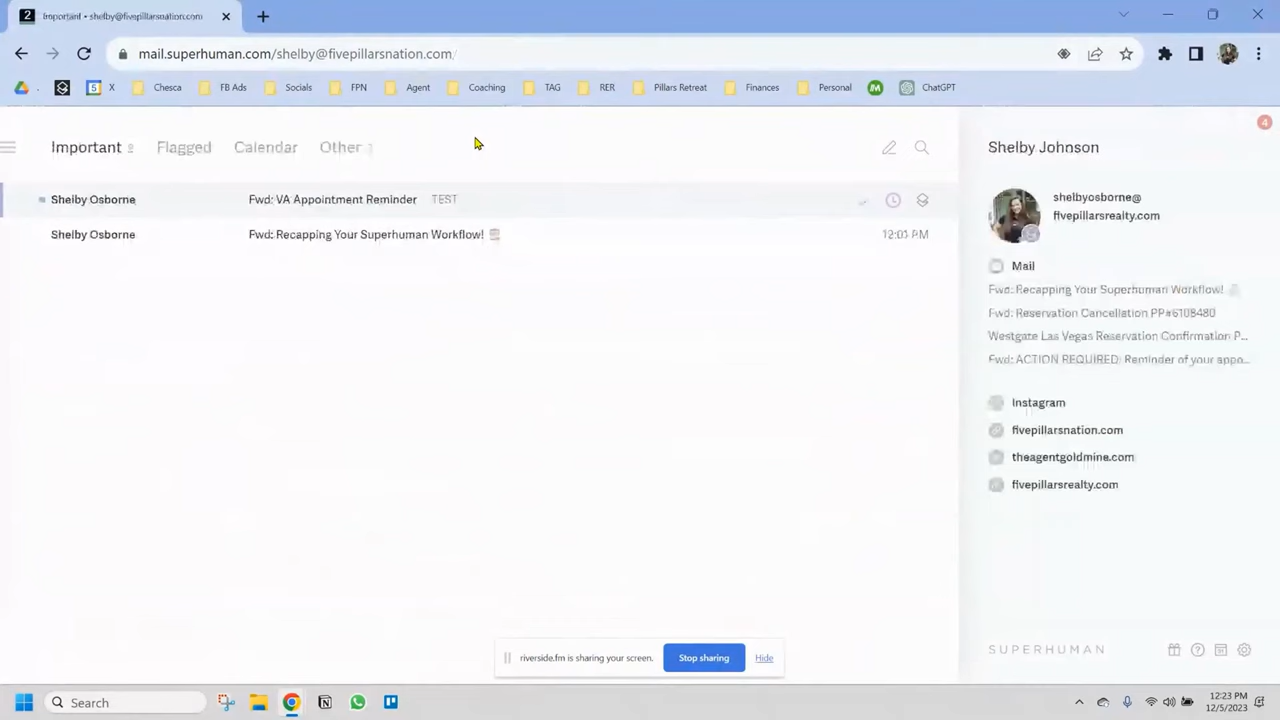 2 Important • shelby@fivepillarsnation.com
mail.superhuman.com/shelby@fivepillarsnation.com/
5 X Chesca FB Ads Socials FPN Agent Coaching TAG RER Pillars Retreat Finances Personal ChatGPT
4
Important 2 Flagged Calendar Other
Shelby Johnson
Shelby Osborne Fwd: VA Appointment Reminder TEST
shelbyosborne@
fivepillarsrealty.com
Shelby Osborne Fwd: Recapping Your Superhuman Workflow! 12:01 PM
Mail
Fwd: Recapping Your Superhuman Workflow!
Fwd: Reservation Cancellation PP#6108480
Westgate Las Vegas Reservation Confirmation P...
Fwd: ACTION REQUIRED: Reminder of your appo...
Instagram
fivepillarsnation.com
theagentgoldmine.com
fivepillarsrealty.com
SUPERHUMAN
riverside.fm is sharing your screen. Stop sharing Hide
Search
12:23 PM
12/5/2023